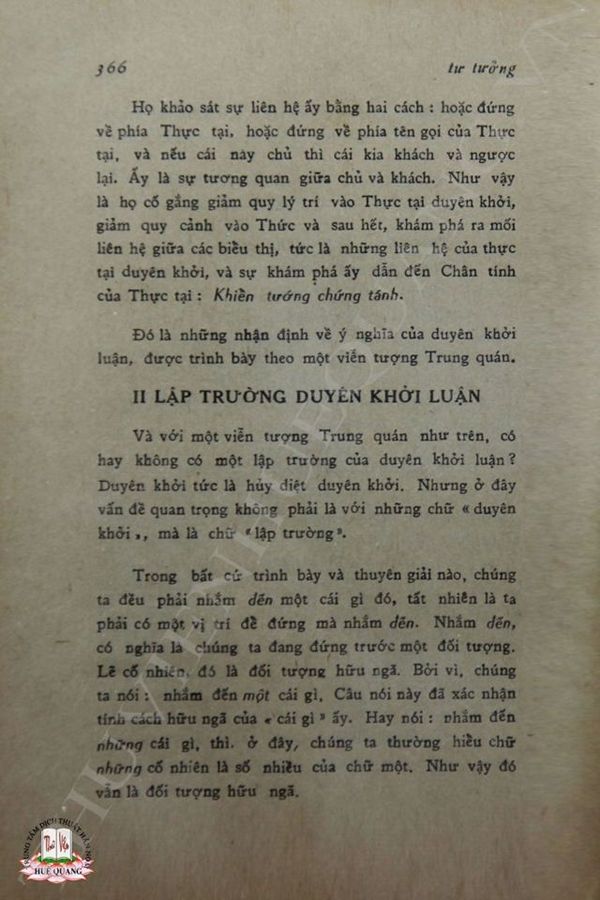 366 tư tưởng
Họ khảo sát sự liên hệ ấy bằng hai cách : hoặc đứng
về phía Thực tại, hoặc đứng về phía tên gọi của Thực
tại, và nếu cái này chủ thì cái kia khách và ngược
lại. Ấy là sự tương quan giữa chủ và khách. Như vậy
là họ cố gắng giảm quy lý trí vào Thực tại duyên khởi,
giảm quy cảnh vào Thức và sau hết, khám phá ra mối
liên hệ giữa các biểu thị, tức là những liên hệ của thực
tại duyên khởi, và sự khám phá ấy dẫn đến Chân tính
của Thực tại : Khiền tướng chứng tánh.
Đó là những nhận định về ý nghĩa của duyên khởi
luận, được trình bày theo một viễn tượng Trung quán.
II LẬP TRƯỜNG DUYÊN KHỞI LUẬN
Và với một viễn tượng Trung quán như trên, có
hay không có một lập trường của duyên khởi luận ?
Duyên khởi tức là hủy diệt duyên khởi. Nhưng ở đây
vấn đề quan trọng không phải là với những chữ « duyên
khởi », mà là chữ "lập trường".
Trong bất cứ trình bày và thuyên giải nào, chúng
ta đều phải nhắm đến một cái gì đó, tất nhiên là ta
phải có một vị trí để đứng mà nhắm đến. Nhắm đến,
có nghĩa là chúng ta đang đứng trước một đối tượng.
Lẽ cố nhiên, đó là đối tượng hữu ngã. Bởi vì, chúng
ta nói : nhắm đến một cái gì. Câu nói này đã xác nhận
tính cách hữu ngã của « cái gì » ấy. Hay nói : nhắm đến
những cái gì, thì. ở đây, chúng ta thường hiểu chữ
những cố nhiên là số nhiều của chữ một. Như vậy đó
vẫn là đối tượng hữu ngã.
TRUNG TÂM DỊCH THUẬT HÁN NÔM
HUỆ QUANG